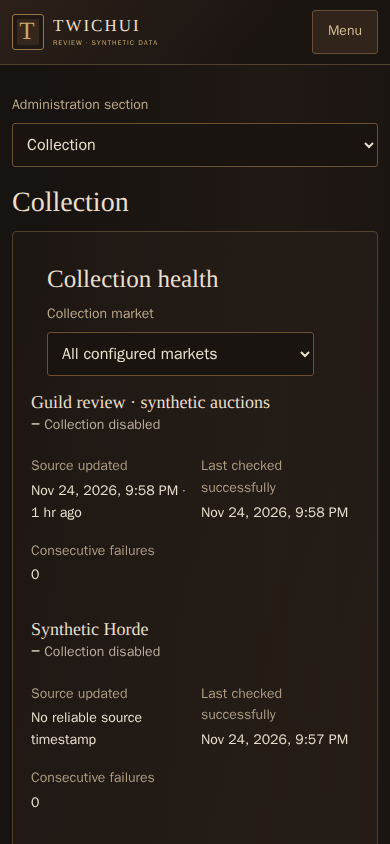 T
TWICHUI
REVIEW · SYNTHETIC DATA
Menu
Administration section
Collection
Collection
Collection health
Collection market
All configured markets
Guild review · synthetic auctions
– Collection disabled
Source updated
Nov 24, 2026, 9:58 PM ·
1 hr ago
Last checked
successfully
Nov 24, 2026, 9:58 PM
Consecutive failures
0
Synthetic Horde
– Collection disabled
Source updated
No reliable source
timestamp
Last checked
successfully
Nov 24, 2026, 9:57 PM
Consecutive failures
0